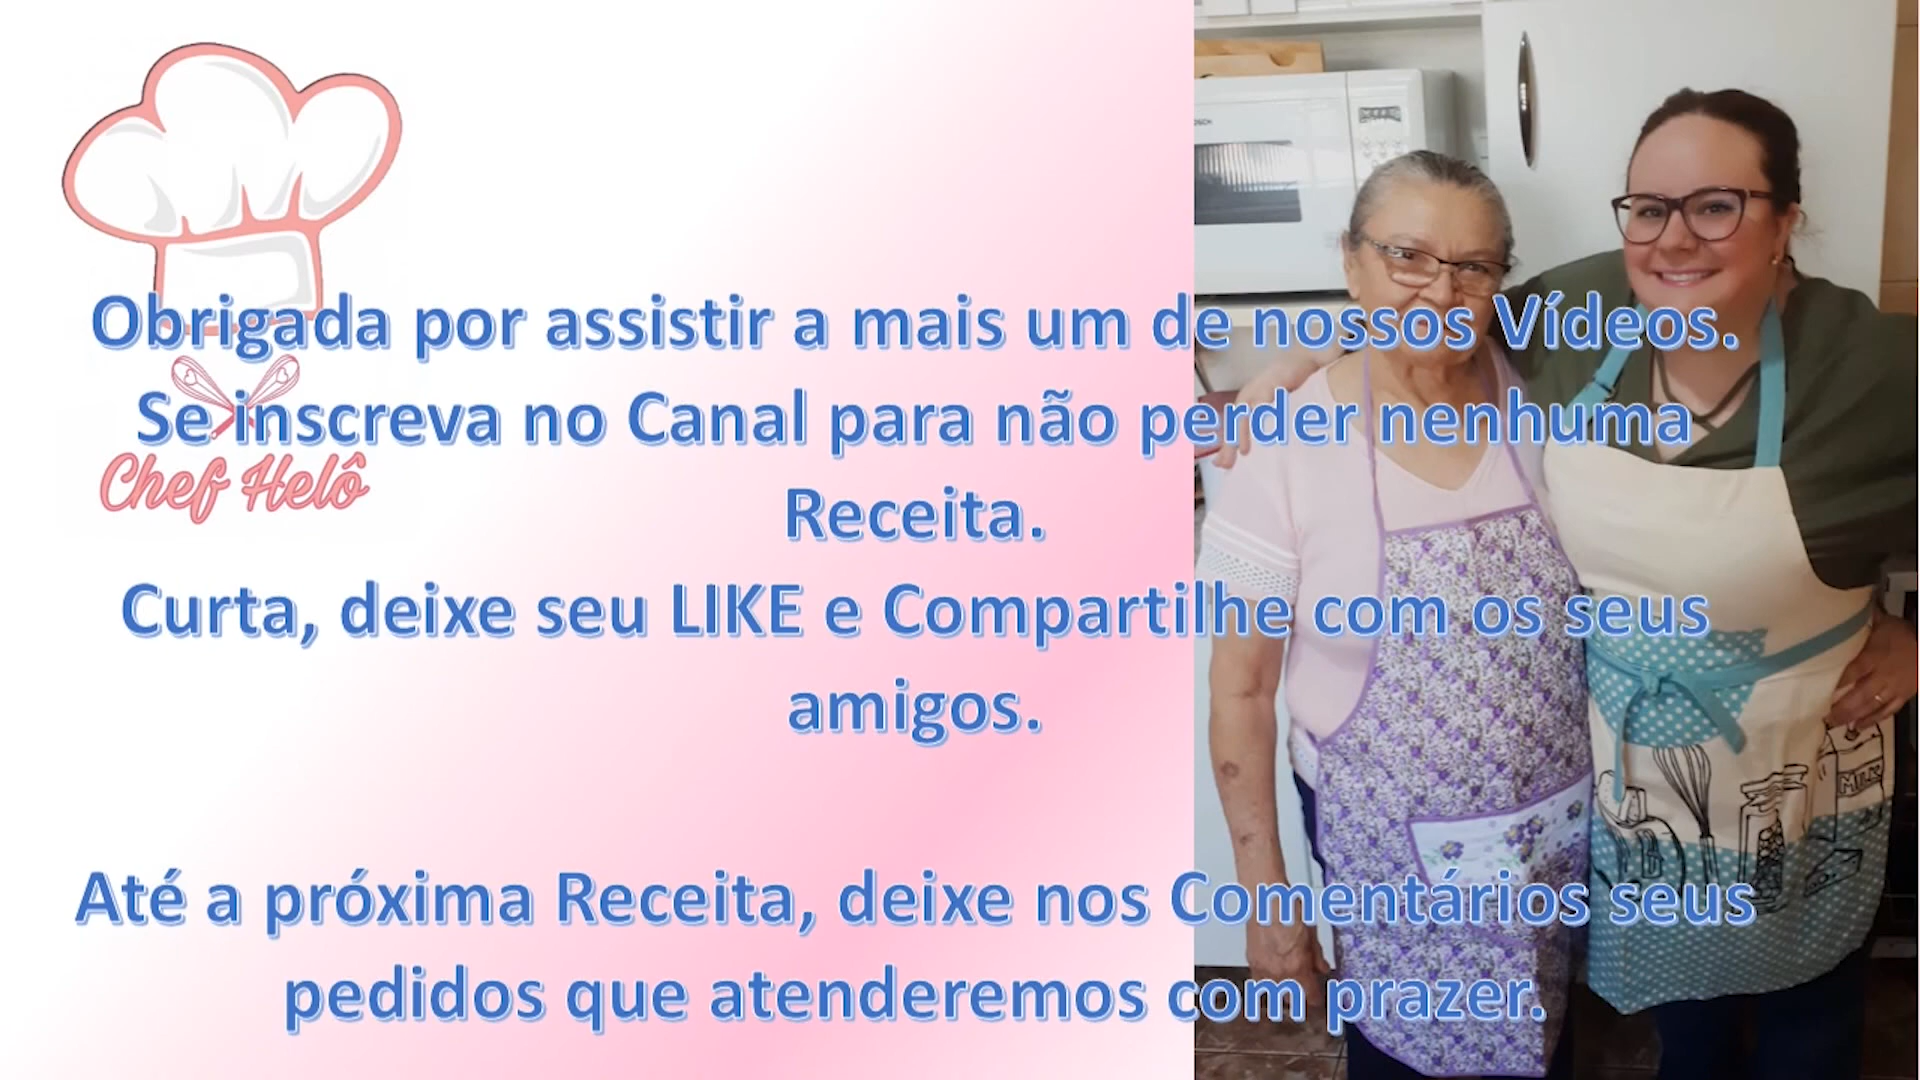 Obrigada por assistir a mais um de nossos Vídeos.
Se inscreva no Canal para não perder nenhuma
Receita.
Chef Helô
Curta, deixe seu LIKE e Compartilhe com os seus
amigos.
Até a próxima Receita, deixe nos Comentários seus
pedidos que atenderemos com prazer.
MILK